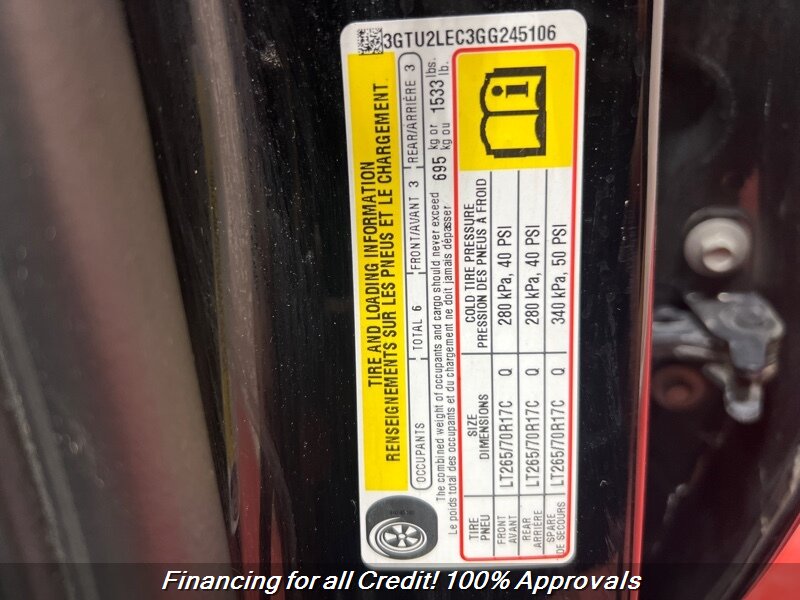 3GTU2LEC3GG245106
TIRE AND LOADING INFORMATION
RENSEIGNEMENTS SUR LES PNEUS ET LE CHARGEMENT
OCCUPANTS TOTAL 6 FRONT/AVANT 3 REAR/ARRIÈRE 3
The combined weight of occupants and cargo should never exceed 695 kg or 1533 lbs.
Le poids total des occupants et du chargement ne doit jamais dépasser kg ou lb.
TIRE SIZE COLD TIRE PRESSURE
PNEU DIMENSIONS PRESSION DES PNEUS À FROID
FRONT
AVANT LT265/70R17C Q 280 kPa, 40 PSI
REAR
ARRIÈRE LT265/70R17C Q 280 kPa, 40 PSI
SPARE
DE SECOURS LT265/70R17C Q 340 kPa, 50 PSI
Financing for all Credit! 100% Approvals